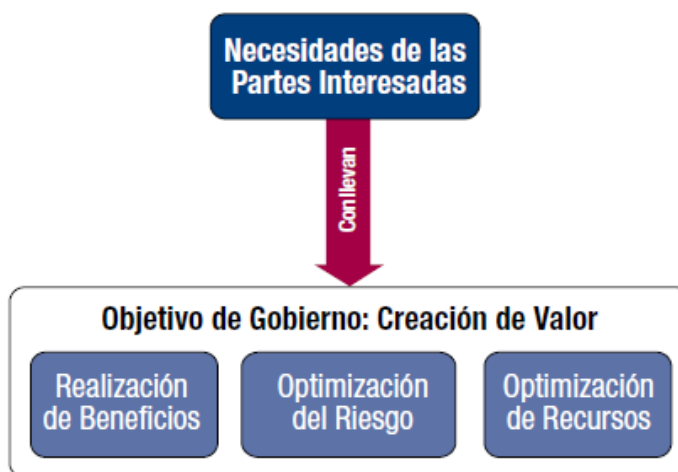 Necesidades de las
Partes Interesadas
Conllevan
Objetivo de Gobierno: Creación de Valor
Realización
de Beneficios
Optimización
del Riesgo
Optimización
de Recursos